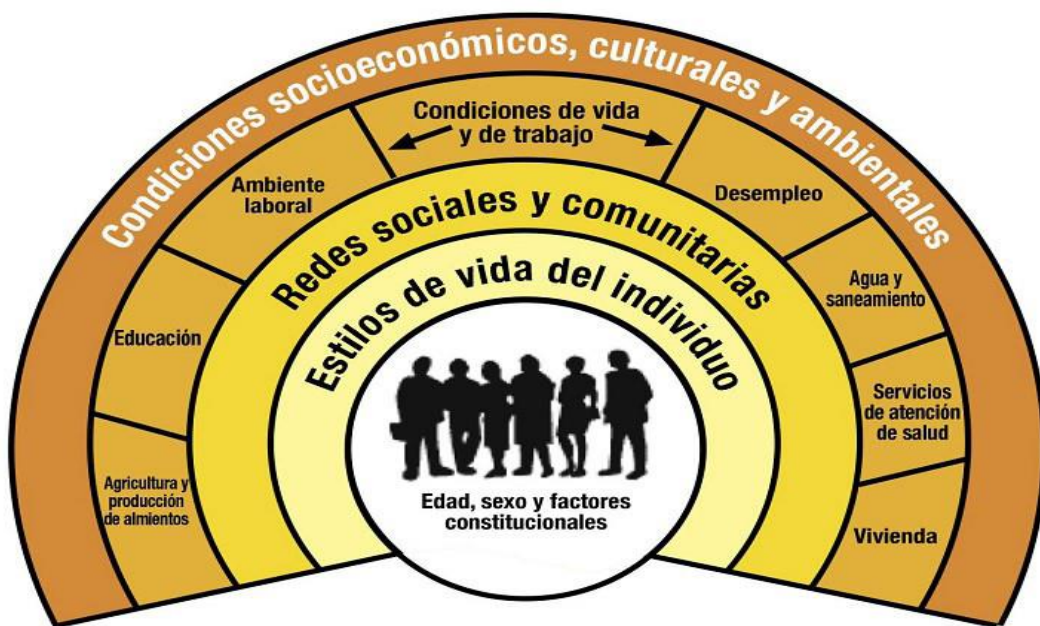 Condiciones socioeconómicos, culturales y ambientales
Condiciones de vida
y de trabajo
Ambiente
laboral
Desempleo
Educación
Agua y
saneamiento
Agricultura y
producción
de almientos
Servicios
de atención
de salud
Vivienda
Redes sociales y comunitarias
Estilos de vida del individuo
Edad, sexo y factores
constitucionales